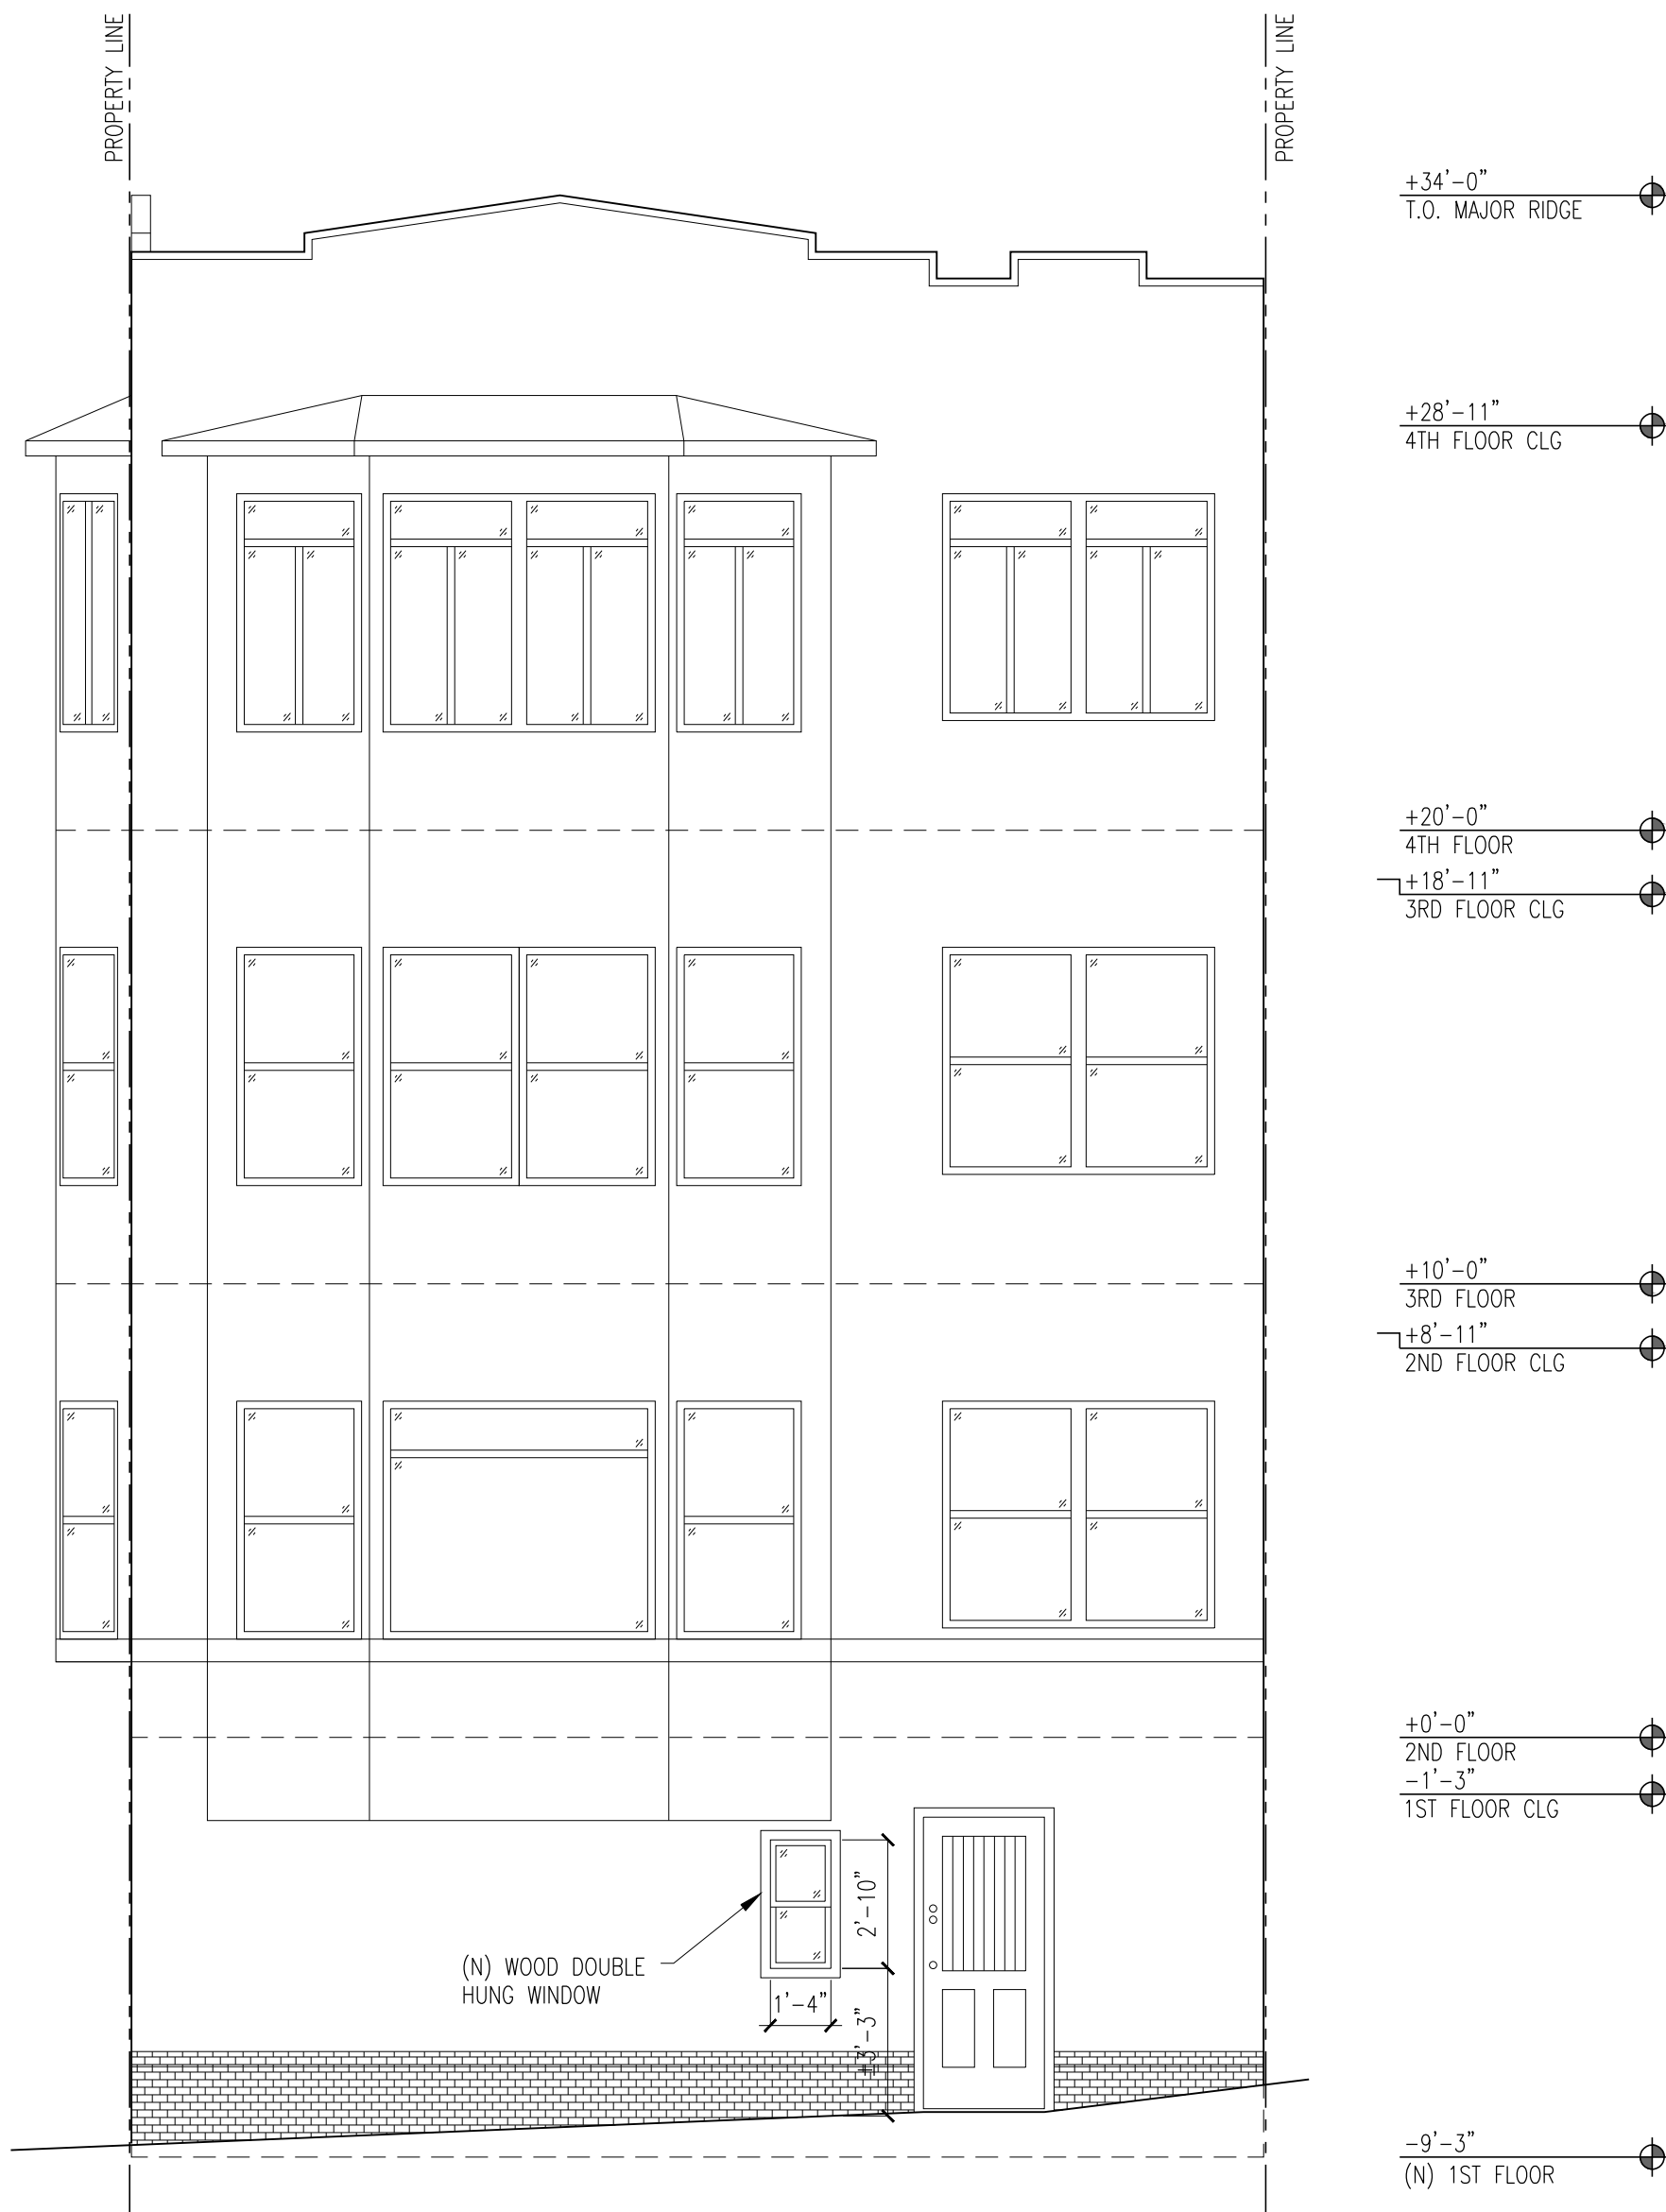 PROPERTY LINE
PROPERTY LINE
+34’-0”
T.O. MAJOR RIDGE
+28’-11”
4TH FLOOR CLG
+20’-0”
4TH FLOOR
+18’-11”
3RD FLOOR CLG
+10’-0”
3RD FLOOR
+8’-11”
2ND FLOOR CLG
+0’-0”
2ND FLOOR
-1’-3”
1ST FLOOR CLG
2’-10”
(N) WOOD DOUBLE
HUNG WINDOW
1’-4”
±3’-3”
-9’-3”
(N) 1ST FLOOR